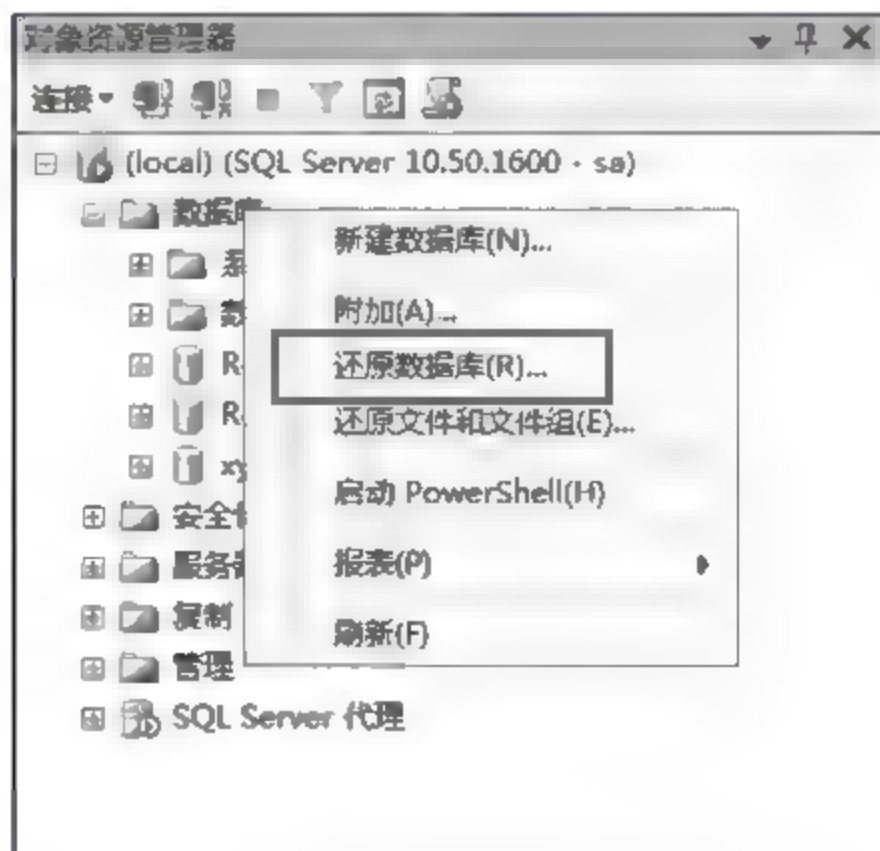 对象资源管理器
连接
(local) (SQL Server 10.50.1600 - sa)
数据库
新建数据库(N)...
系
附加(A)...
数
还原数据库(R)...
R
还原文件和文件组(E)...
R
xy
启动 PowerShell(H)
安全
服务器
报表(P)
复制
刷新(F)
管理
SQL Server 代理